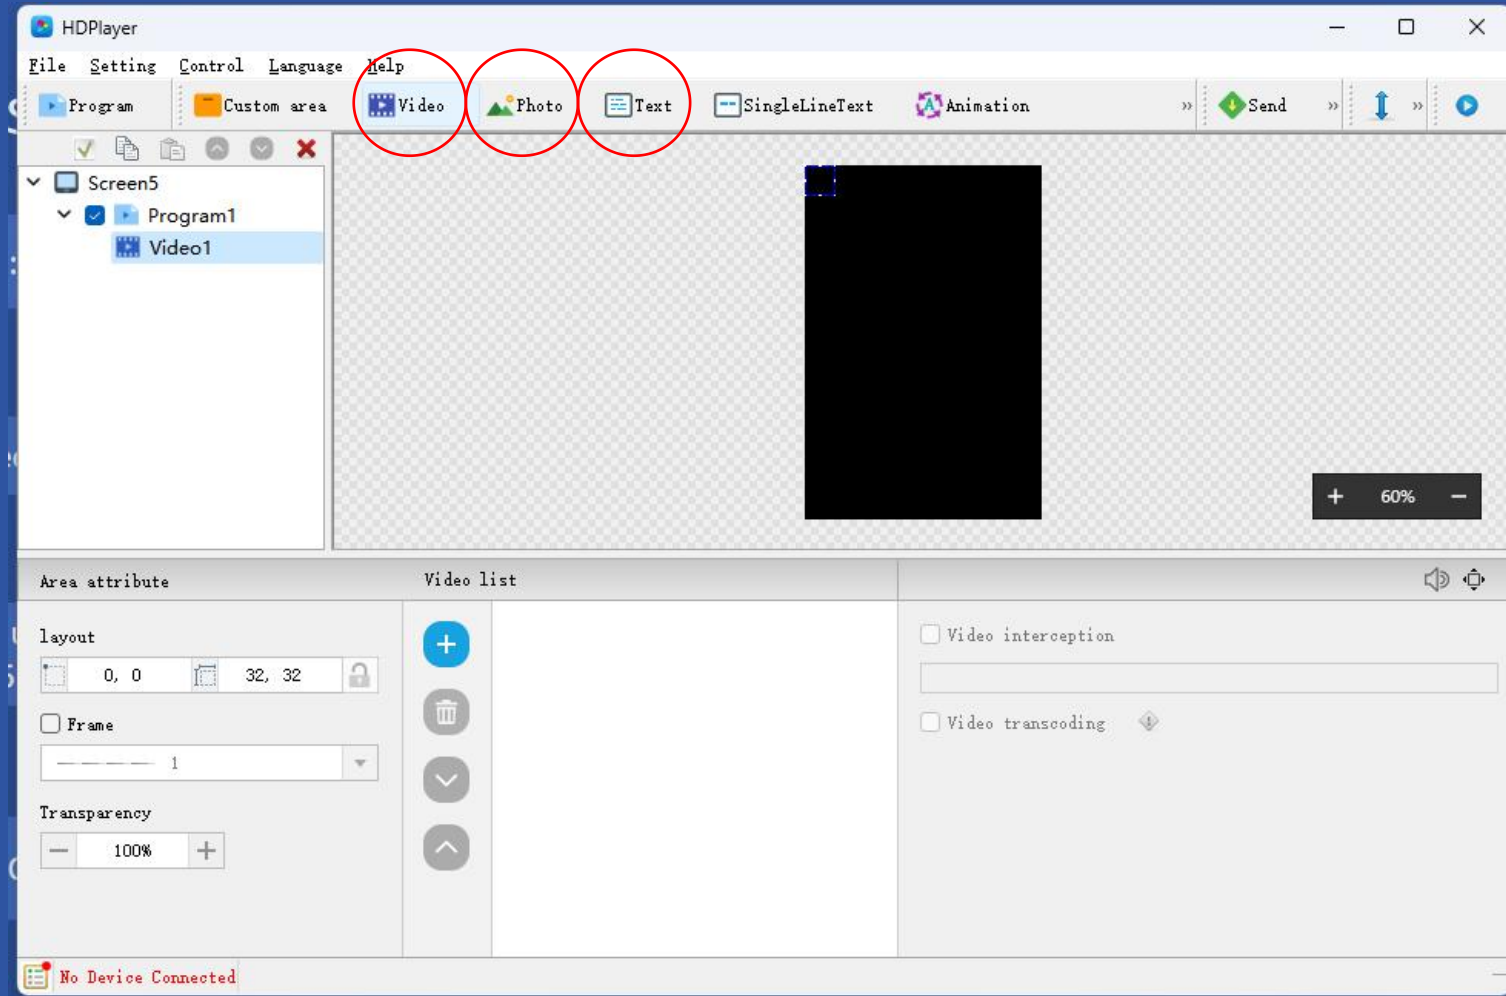 HDPlayer
File Setting Control Language Help
Program Custom area Video Photo Text SingleLineText Animation » Send » »
Screen5
Program1
Video1
+ 60% −
Area attribute Video list
layout
0, 0 32, 32
Video interception
Frame
Video transcoding
1
Transparency
− 100% +
No Device Connected